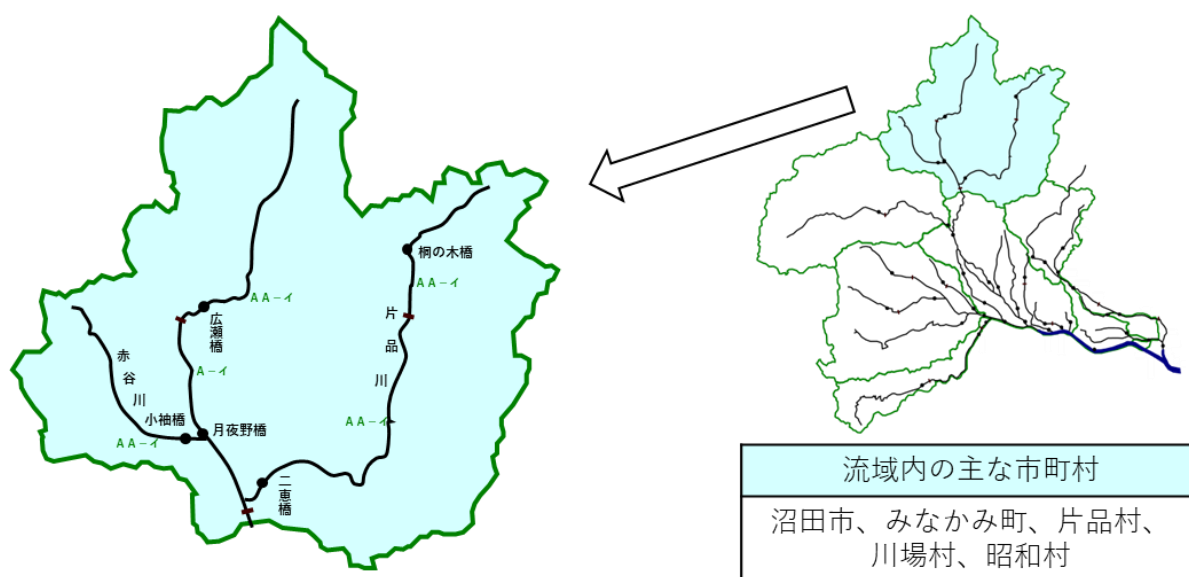 桐の木橋
AA-イ
AA-イ
広瀬橋
片品川
赤谷川
A-イ
小袖橋
月夜野橋
AA-イ
AA-イ
二恵橋
流域内の主な市町村
沼田市、みなかみ町、片品村、
川場村、昭和村